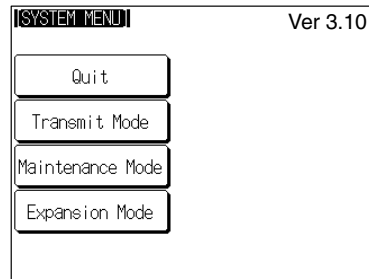 [SYSTEM MENU]
Ver 3.10
Quit
Transmit Mode
Maintenance Mode
Expansion Mode